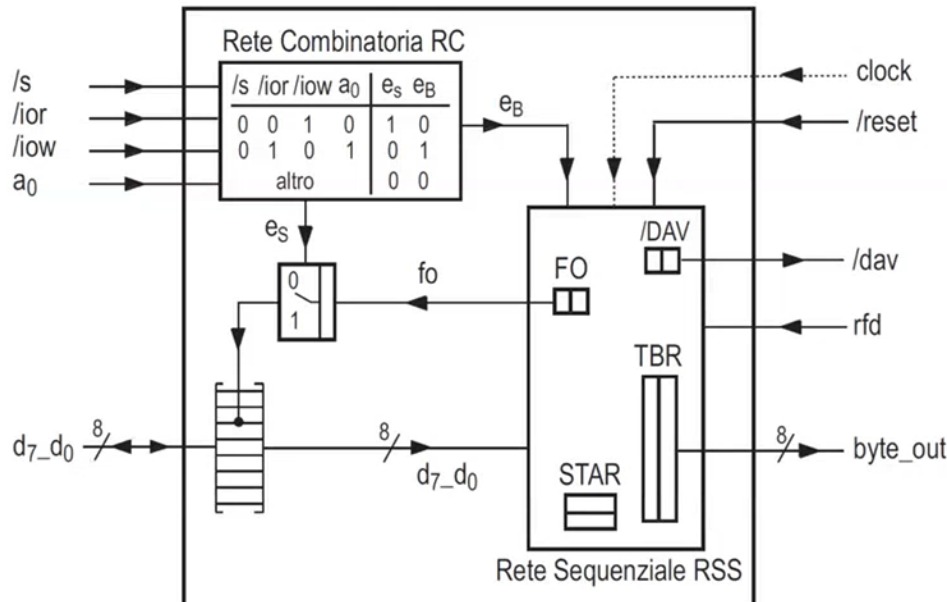 Rete Combinatoria RC
/s /ior /iow a0 es eB
0 0 1 0 1 0
0 1 0 1 0 1
altro 0 0
/s
/ior
/iow
a0
eB
clock
/reset
eS
0
1
fo
FO
/DAV
/dav
rfd
TBR
8
d7_d0
8
d7_d0
STAR
8
byte_out
Rete Sequenziale RSS